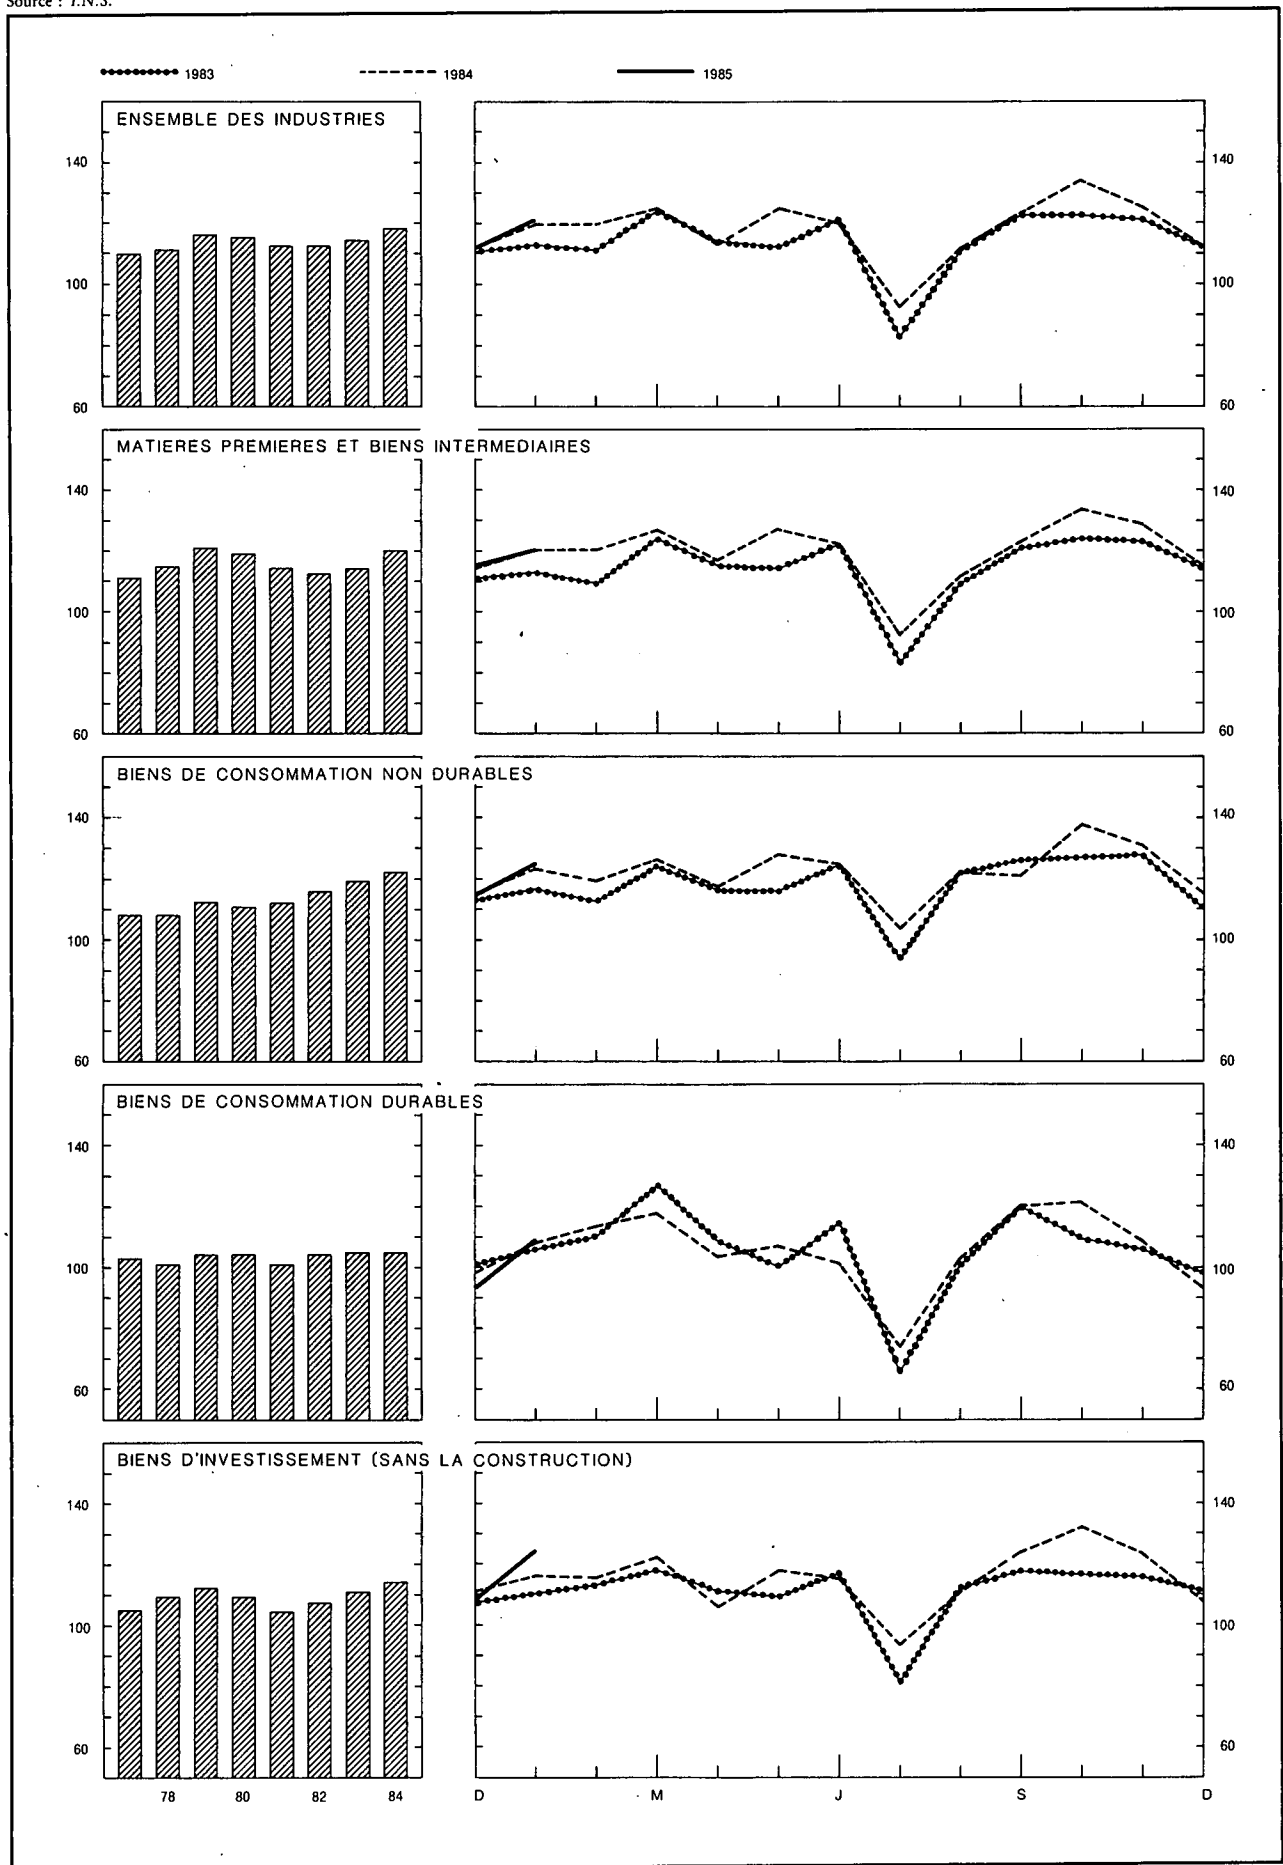 Source : I.N.S.
1983 1984 1985
ENSEMBLE DES INDUSTRIES
140 140
100 100
60 60
MATIERES PREMIERES ET BIENS INTERMEDIAIRES
140 140
100 100
60 60
BIENS DE CONSOMMATION NON DURABLES
140 140
100 100
60 60
BIENS DE CONSOMMATION DURABLES
140 140
100 100
60 60
BIENS D'INVESTISSEMENT (SANS LA CONSTRUCTION)
140 140
100 100
60 60
78 80 82 84 D M J S D